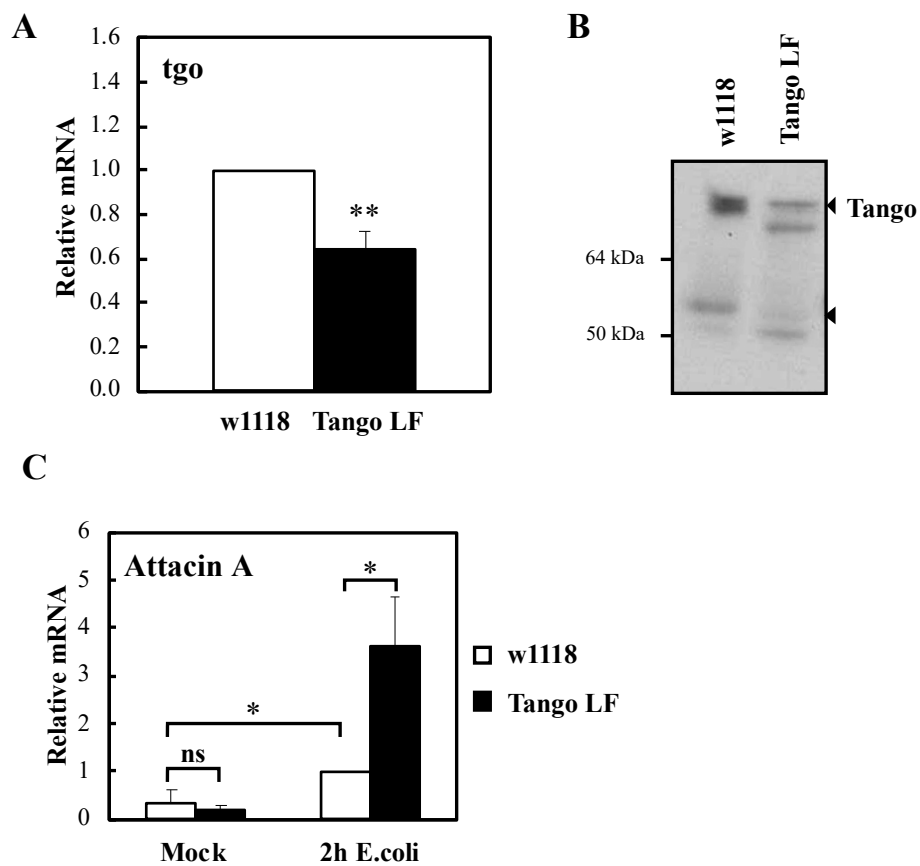 A
1.6
tgo
1.4
1.2
1.0
0.8
0.6
0.4
0.2
0.0
Relative mRNA
**
w1118 Tango LF
B
w1118
Tango LF
Tango
64 kDa
50 kDa
C
6
Attacin A
5
4
3
2
1
0
Relative mRNA
*
*
ns
w1118
Tango LF
Mock
2h E.coli